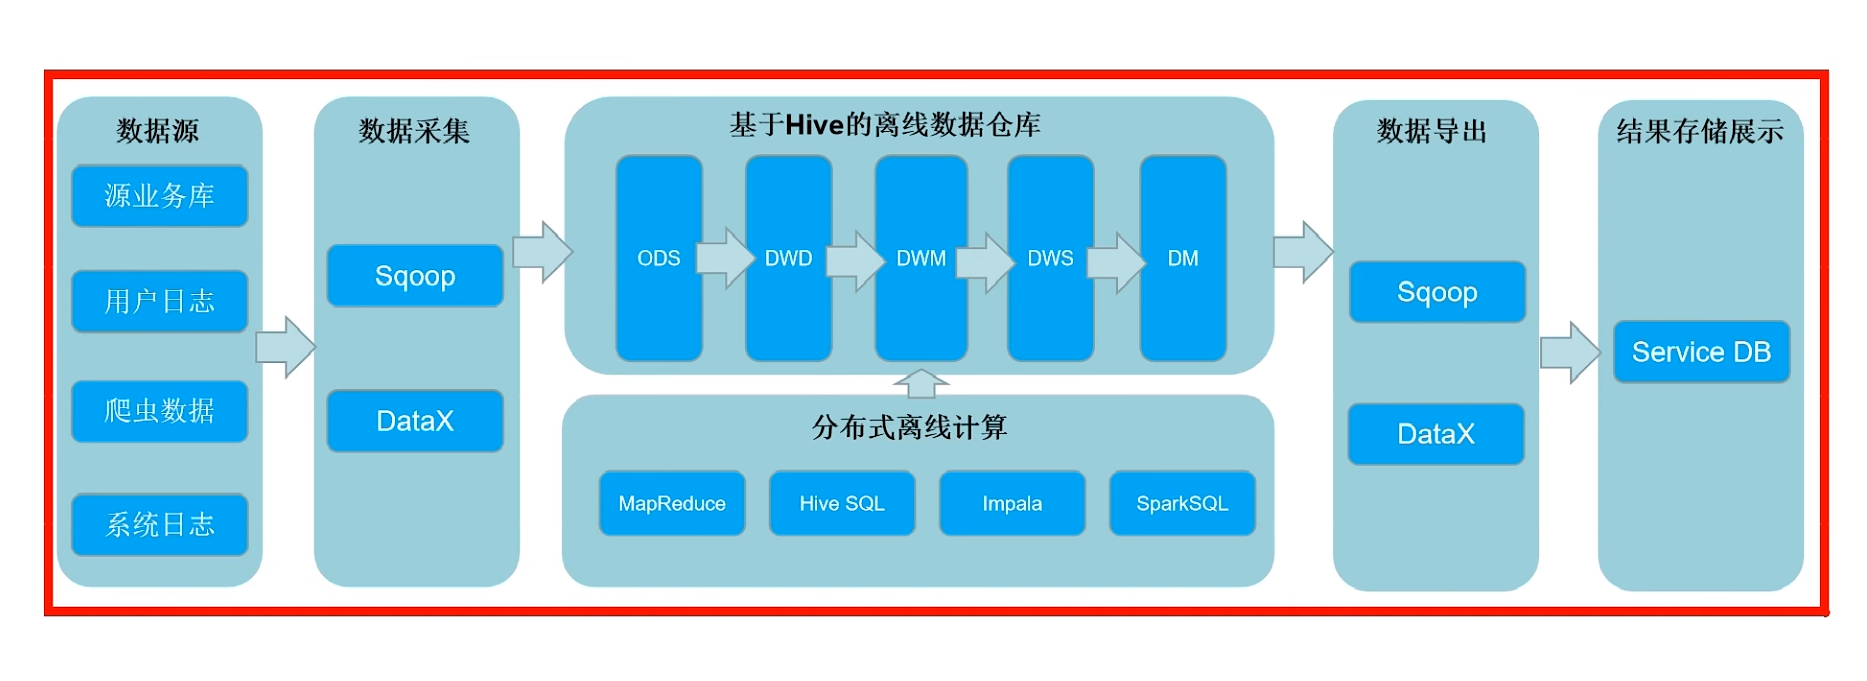 数据源
源业务库
用户日志
爬虫数据
系统日志
数据采集
Sqoop
DataX
基于Hive的离线数据仓库
ODS
DWD
DWM
DWS
DM
分布式离线计算
MapReduce
Hive SQL
Impala
SparkSQL
数据导出
Sqoop
DataX
结果存储展示
Service DB